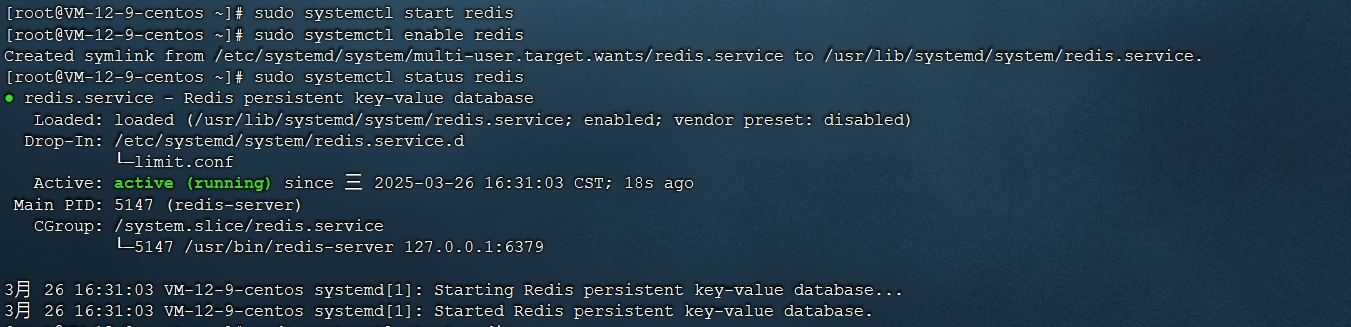 [root@VM-12-9-centos ~]# sudo systemctl start redis
[root@VM-12-9-centos ~]# sudo systemctl enable redis
Created symlink from /etc/systemd/system/multi-user.target.wants/redis.service to /usr/lib/systemd/system/redis.service.
[root@VM-12-9-centos ~]# sudo systemctl status redis
● redis.service - Redis persistent key-value database
   Loaded: loaded (/usr/lib/systemd/system/redis.service; enabled; vendor preset: disabled)
  Drop-In: /etc/systemd/system/redis.service.d
           └─limit.conf
   Active: active (running) since 三 2025-03-26 16:31:03 CST; 18s ago
 Main PID: 5147 (redis-server)
   CGroup: /system.slice/redis.service
           └─5147 /usr/bin/redis-server 127.0.0.1:6379
3月 26 16:31:03 VM-12-9-centos systemd[1]: Starting Redis persistent key-value database...
3月 26 16:31:03 VM-12-9-centos systemd[1]: Started Redis persistent key-value database.